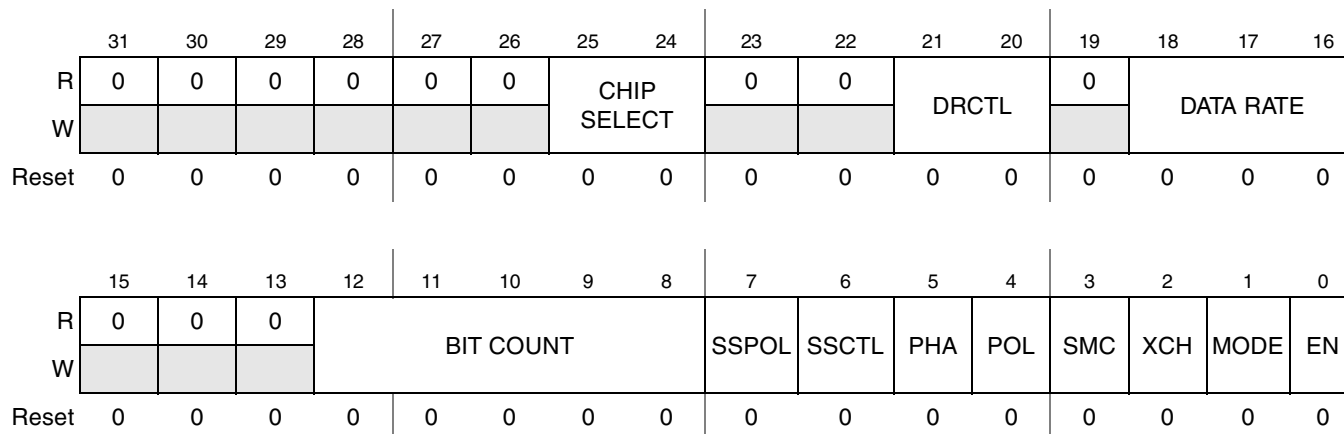 31 30 29 28 27 26 25 24 23 22 21 20 19 18 17 16
R 0 0 0 0 0 0 CHIP SELECT 0 0 DRCTL 0 DATA RATE
W
Reset 0 0 0 0 0 0 0 0 0 0 0 0 0 0 0 0
15 14 13 12 11 10 9 8 7 6 5 4 3 2 1 0
R 0 0 0 BIT COUNT SSPOL SSCTL PHA POL SMC XCH MODE EN
W
Reset 0 0 0 0 0 0 0 0 0 0 0 0 0 0 0 0